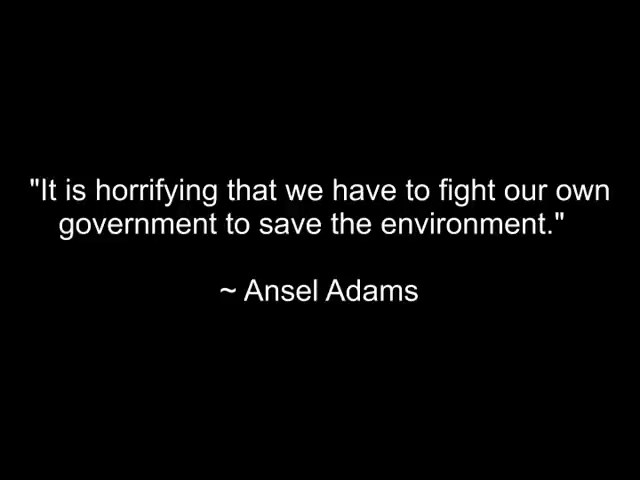 "It is horrifying that we have to fight our own
government to save the environment."
~ Ansel Adams